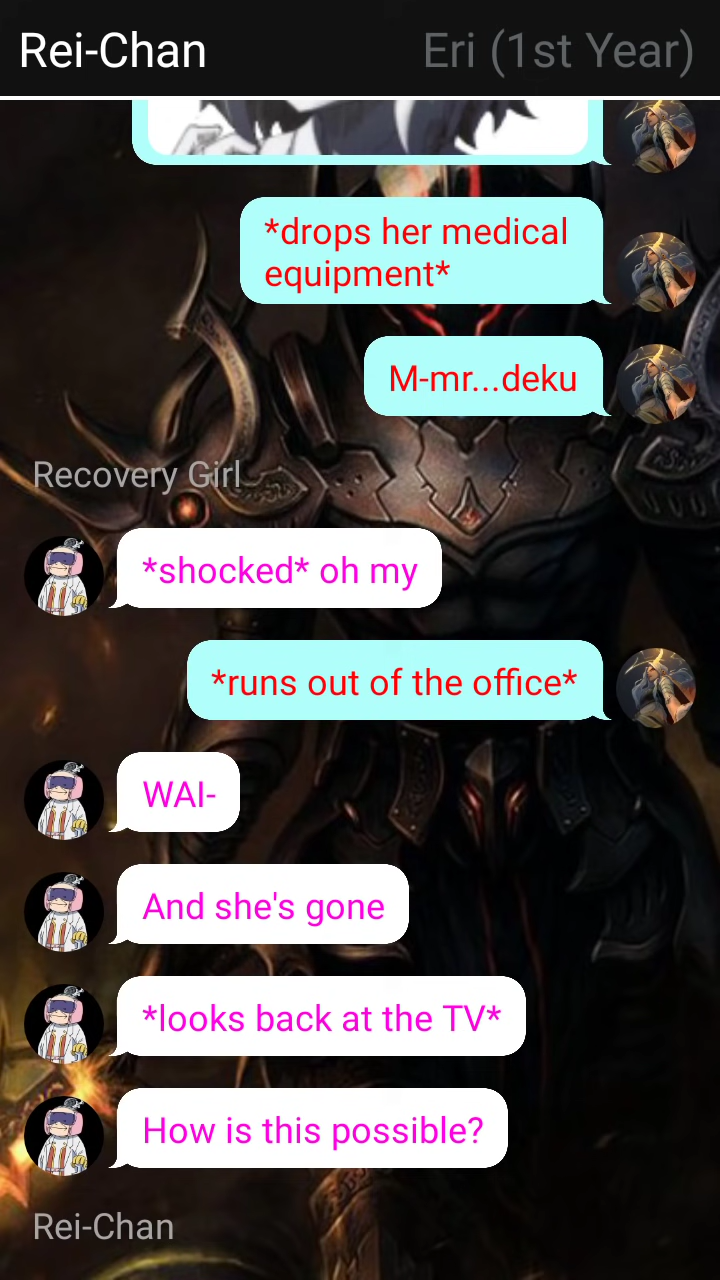 Rei-Chan
Eri (1st Year)
*drops her medical
equipment*
M-mr...deku
Recovery Girl
*shocked* oh my
*runs out of the office*
WAI-
And she's gone
*looks back at the TV*
How is this possible?
Rei-Chan